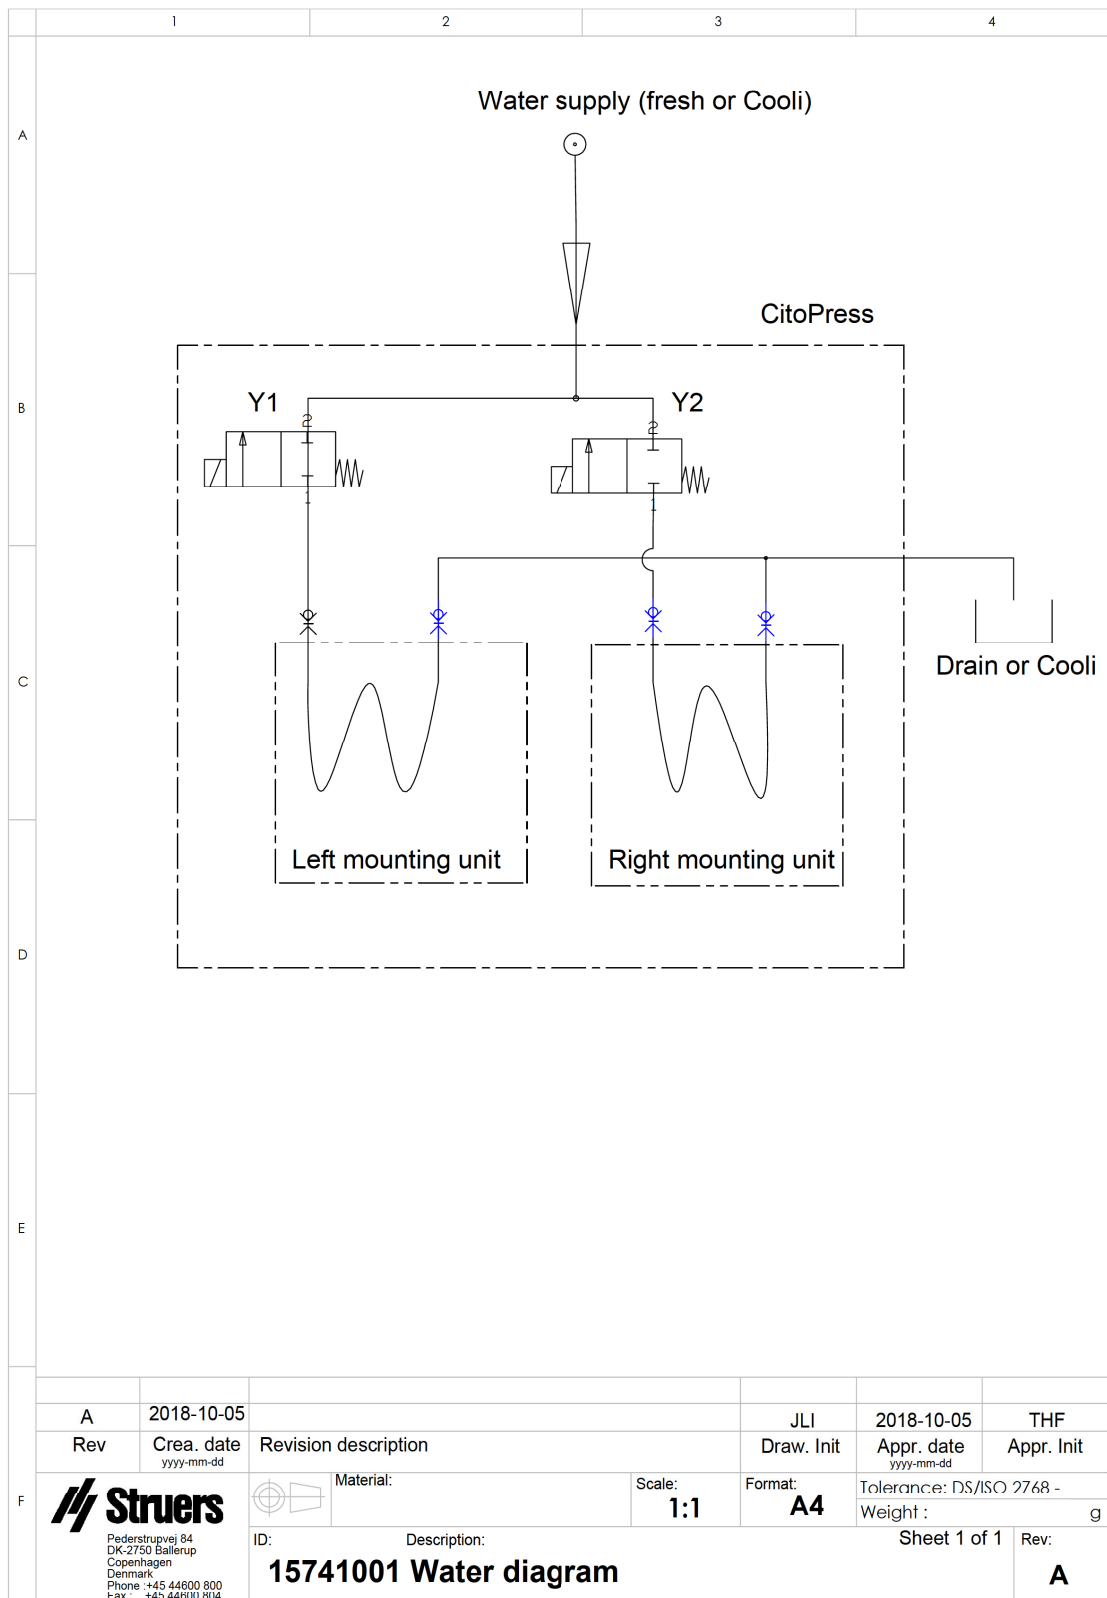 1 2 3 4
Water supply (fresh or Cooli)
A
CitoPress
B
Y1 Y2
2 2
1 1
C
Drain or Cooli
Left mounting unit Right mounting unit
D
E
A 2018-10-05 JLI 2018-10-05 THF
Rev Crea. date Revision description Draw. Init Appr. date Appr. Init
yyyy-mm-dd yyyy-mm-dd
F
Struers
Material: Scale: Format: Tolerance: DS/ISO 2768 -
1:1 A4 Weight : g
Pederstrupvej 84
DK-2750 Ballerup
Copenhagen
Denmark
Phone :+45 44600 800
Fax : +45 44600 804
ID: Description: Sheet 1 of 1 Rev:
15741001 Water diagram A